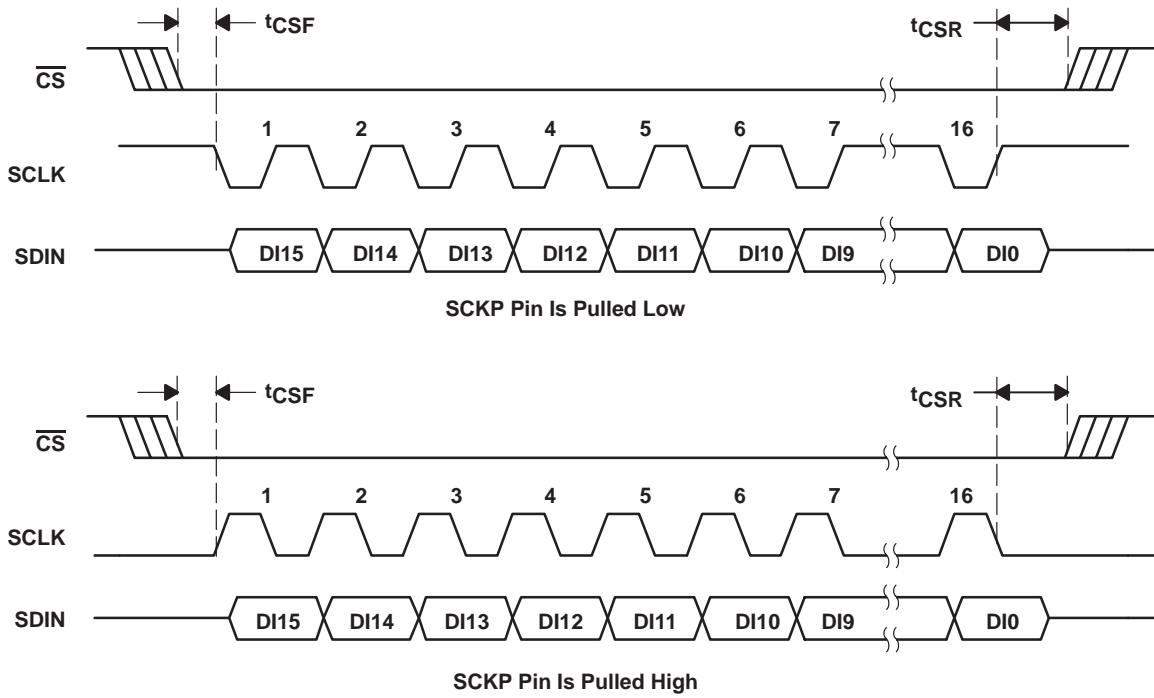 tCSF
tCSR
CS
1 2 3 4 5 6 7 16
SCLK
SDIN
DI15 DI14 DI13 DI12 DI11 DI10 DI9 DI0
SCKP Pin Is Pulled Low
tCSF
tCSR
CS
1 2 3 4 5 6 7 16
SCLK
SDIN
DI15 DI14 DI13 DI12 DI11 DI10 DI9 DI0
SCKP Pin Is Pulled High